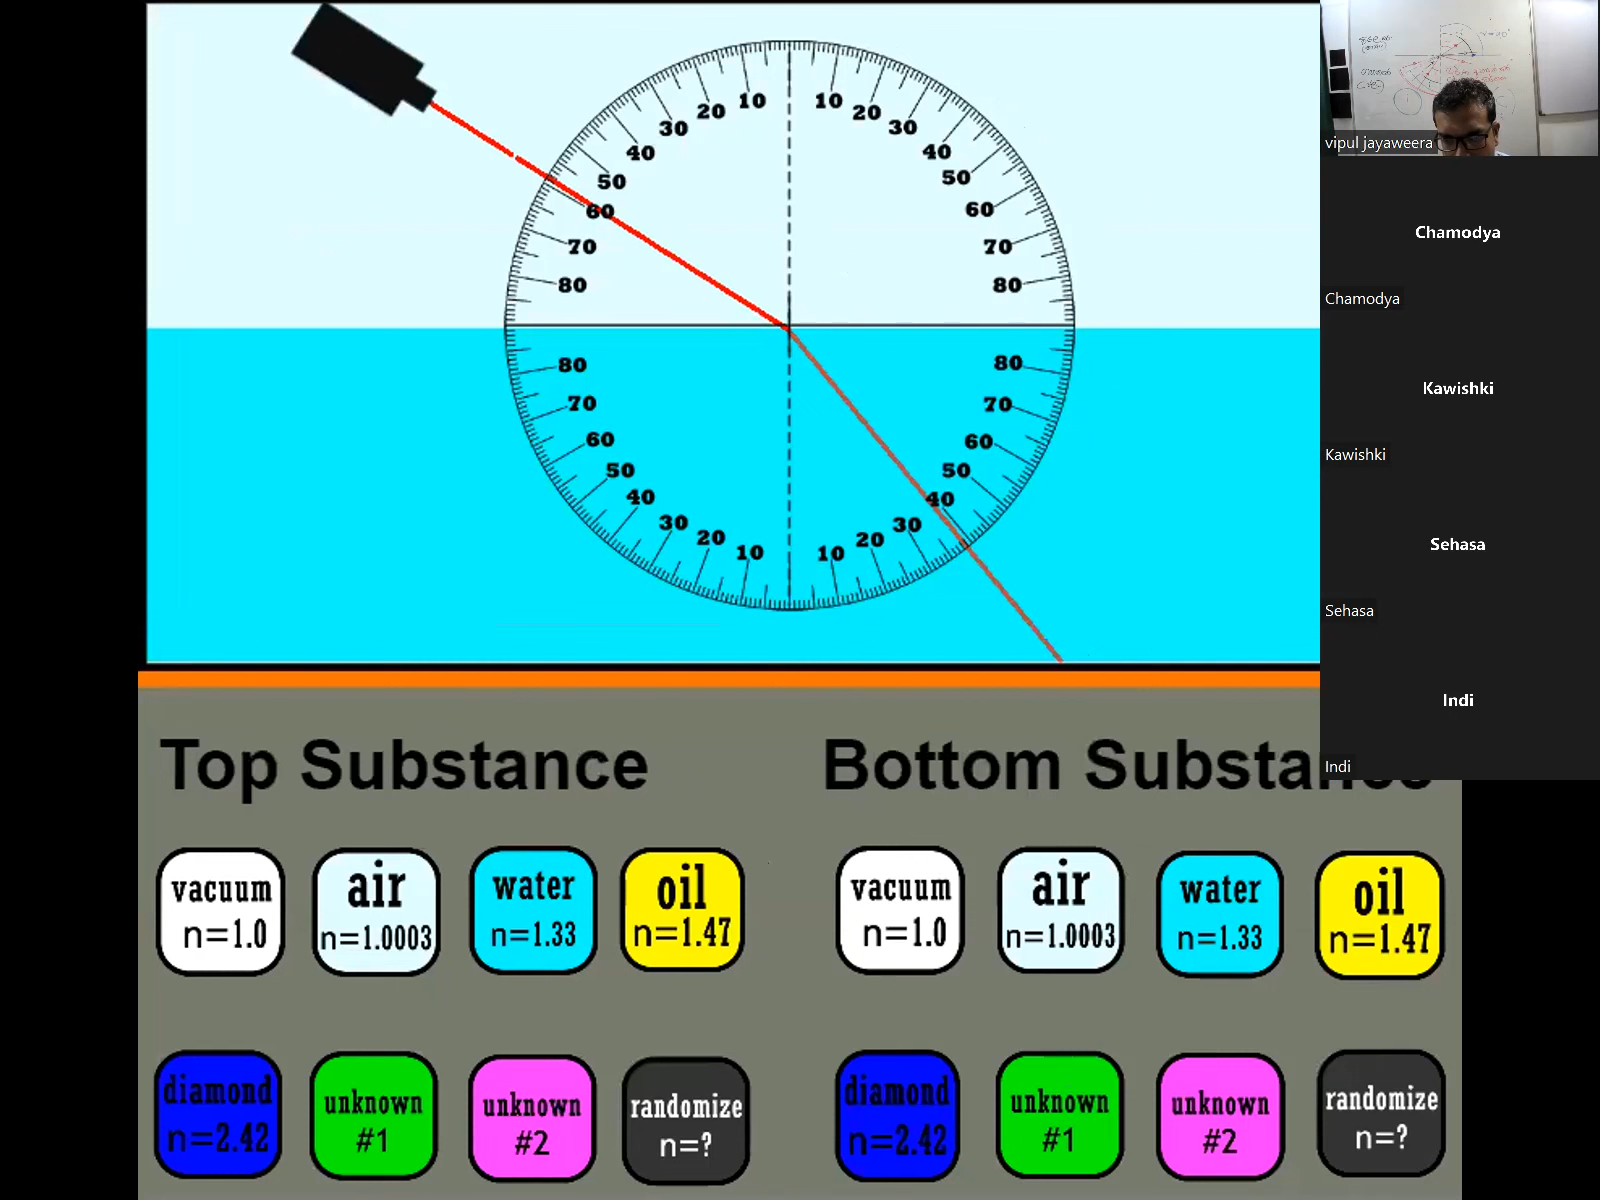 10 10
20 20
30 30
40 40
50 50
60 60
70 70
80 80
80 80
70 70
60 60
50 50
40 40
30 30
20 20
10 10
Top Substance
vacuum
n=1.0
air
n=1.0003
water
n=1.33
oil
n=1.47
diamond
n=2.42
unknown
#1
unknown
#2
randomize
n=?
Bottom Substance
vacuum
n=1.0
air
n=1.0003
water
n=1.33
oil
n=1.47
diamond
n=2.42
unknown
#1
unknown
#2
randomize
n=?
vipul jayaweera
Chamodya
Chamodya
Kawishki
Kawishki
Sehasa
Sehasa
Indi
Indi